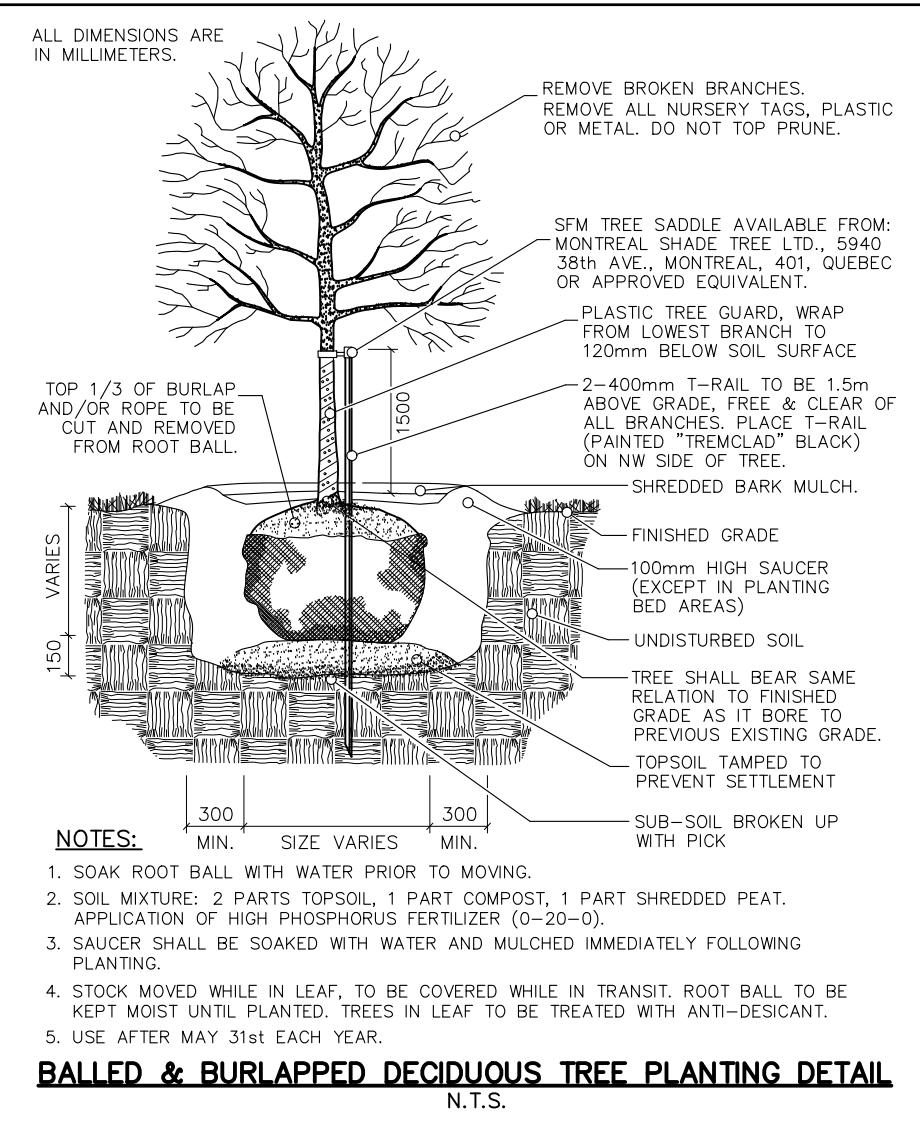 ALL DIMENSIONS ARE
IN MILLIMETERS.
REMOVE BROKEN BRANCHES.
REMOVE ALL NURSERY TAGS, PLASTIC
OR METAL. DO NOT TOP PRUNE.
SFM TREE SADDLE AVAILABLE FROM:
MONTREAL SHADE TREE LTD., 5940
38th AVE., MONTREAL, 401, QUEBEC
OR APPROVED EQUIVALENT.
PLASTIC TREE GUARD, WRAP
FROM LOWEST BRANCH TO
120mm BELOW SOIL SURFACE
TOP 1/3 OF BURLAP
AND/OR ROPE TO BE
CUT AND REMOVED
FROM ROOT BALL.
1500
2-400mm T-RAIL TO BE 1.5m
ABOVE GRADE, FREE & CLEAR OF
ALL BRANCHES. PLACE T-RAIL
(PAINTED "TREMCLAD" BLACK)
ON NW SIDE OF TREE.
SHREDDED BARK MULCH.
FINISHED GRADE
100mm HIGH SAUCER
(EXCEPT IN PLANTING
BED AREAS)
UNDISTURBED SOIL
VARIES
150
TREE SHALL BEAR SAME
RELATION TO FINISHED
GRADE AS IT BORE TO
PREVIOUS EXISTING GRADE.
TOPSOIL TAMPED TO
PREVENT SETTLEMENT
SUB-SOIL BROKEN UP
WITH PICK
300
MIN.
SIZE VARIES
300
MIN.
NOTES:
1. SOAK ROOT BALL WITH WATER PRIOR TO MOVING.
2. SOIL MIXTURE: 2 PARTS TOPSOIL, 1 PART COMPOST, 1 PART SHREDDED PEAT.
APPLICATION OF HIGH PHOSPHORUS FERTILIZER (0-20-0).
3. SAUCER SHALL BE SOAKED WITH WATER AND MULCHED IMMEDIATELY FOLLOWING
PLANTING.
4. STOCK MOVED WHILE IN LEAF, TO BE COVERED WHILE IN TRANSIT. ROOT BALL TO BE
KEPT MOIST UNTIL PLANTED. TREES IN LEAF TO BE TREATED WITH ANTI-DESICANT.
5. USE AFTER MAY 31st EACH YEAR.
BALLED & BURLAPPED DECIDUOUS TREE PLANTING DETAIL
N.T.S.